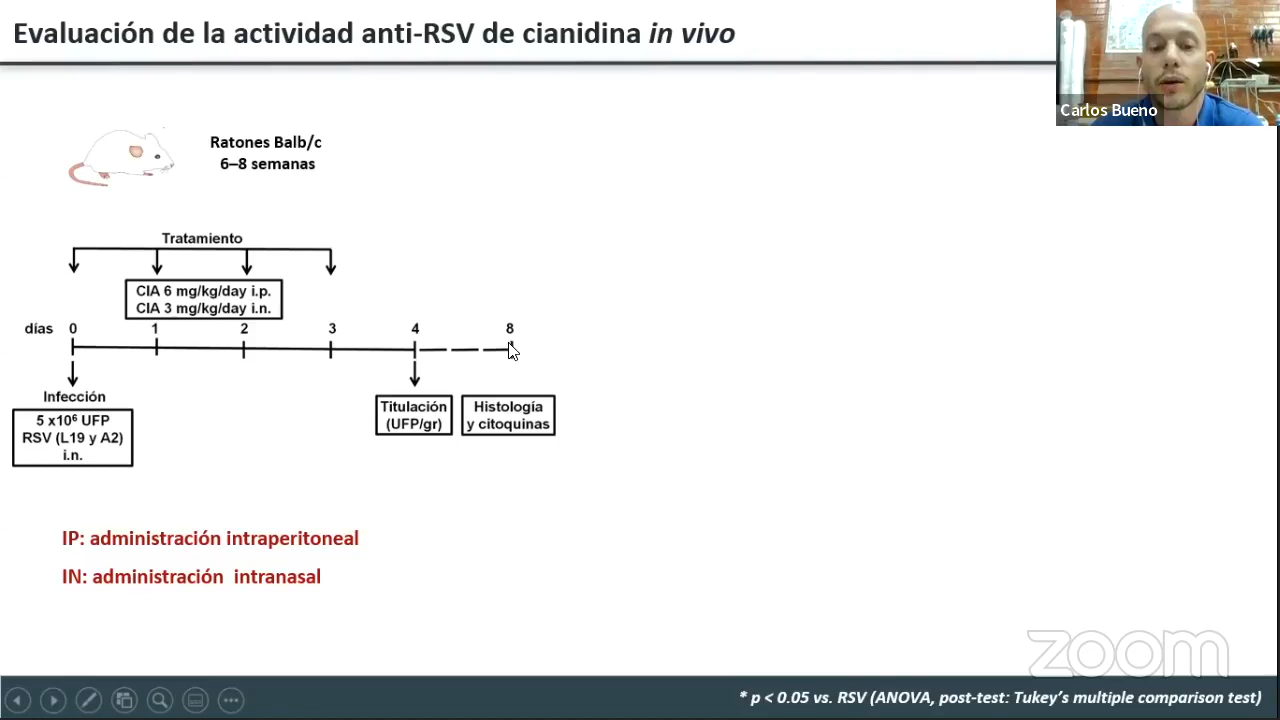 Evaluación de la actividad anti-RSV de cianidina in vivo
Carlos Bueno
Ratones Balb/c
6–8 semanas
Tratamiento
CIA 6 mg/kg/day i.p.
CIA 3 mg/kg/day i.n.
días 0 1 2 3 4 8
Infección
5 x10⁶ UFP
RSV (L19 y A2)
i.n.
Titulación
(UFP/gr)
Histología
y citoquinas
IP: administración intraperitoneal
IN: administración intranasal
zoom
* p < 0.05 vs. RSV (ANOVA, post-test: Tukey’s multiple comparison test)